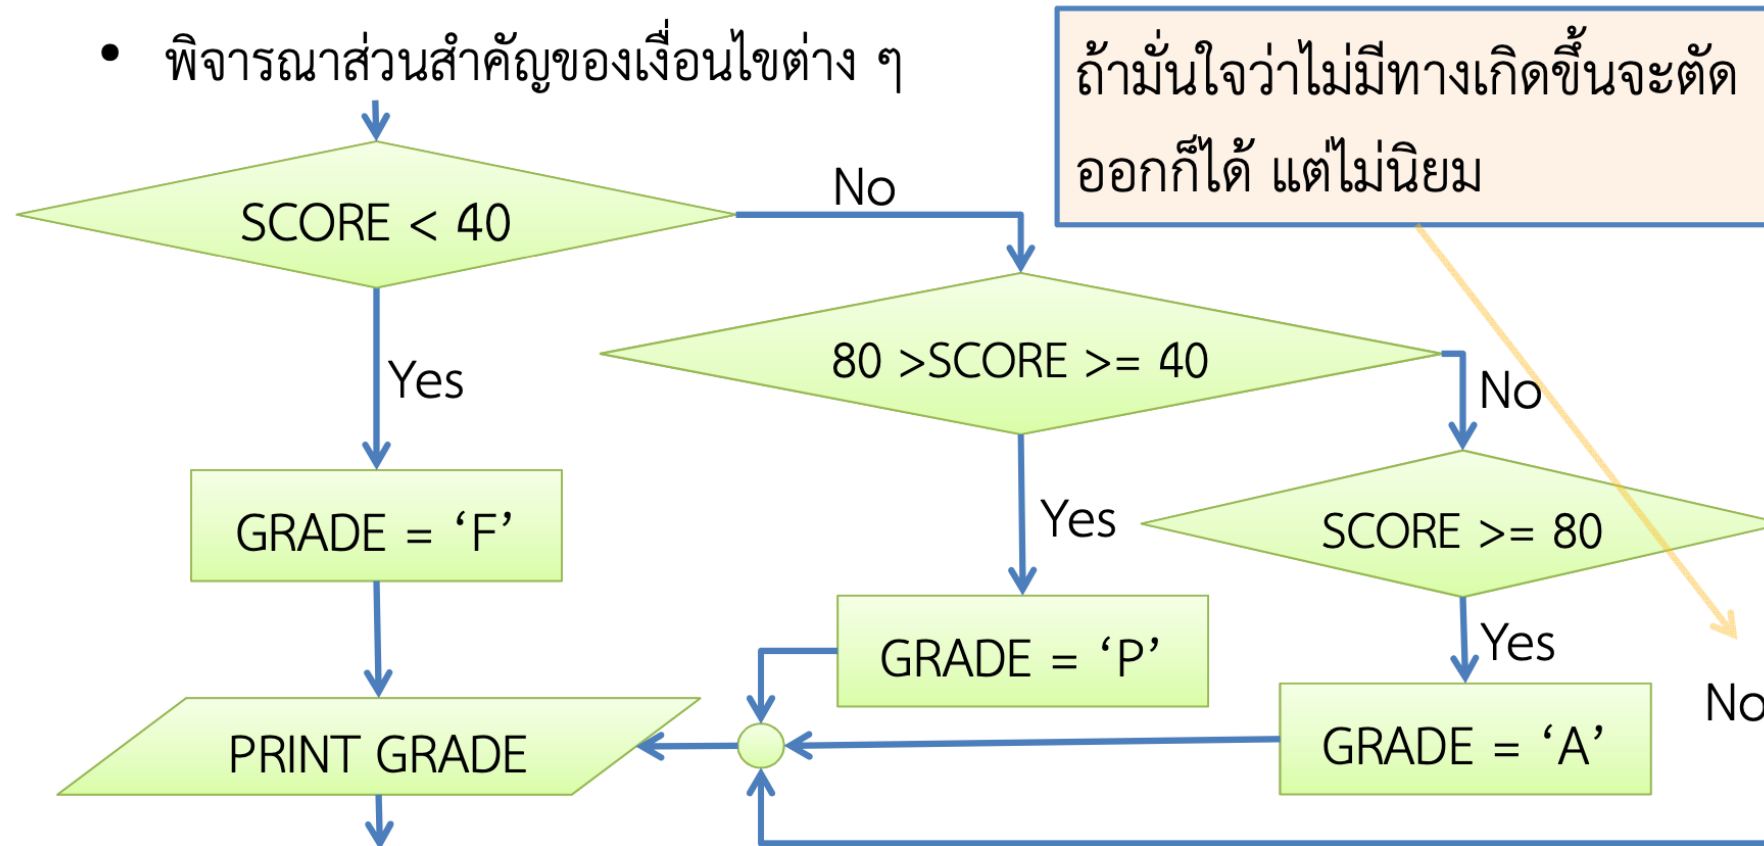 • พิจารณาส่วนสำคัญของเงื่อนไขต่าง ๆ
ถ้ามั่นใจว่าไม่มีทางเกิดขึ้นจะตัด
ออกก็ได้ แต่ไม่นิยม
SCORE < 40
No
Yes
80 >SCORE >= 40
No
Yes
SCORE >= 80
Yes
No
GRADE = ‘F’
GRADE = ‘P’
GRADE = ‘A’
PRINT GRADE